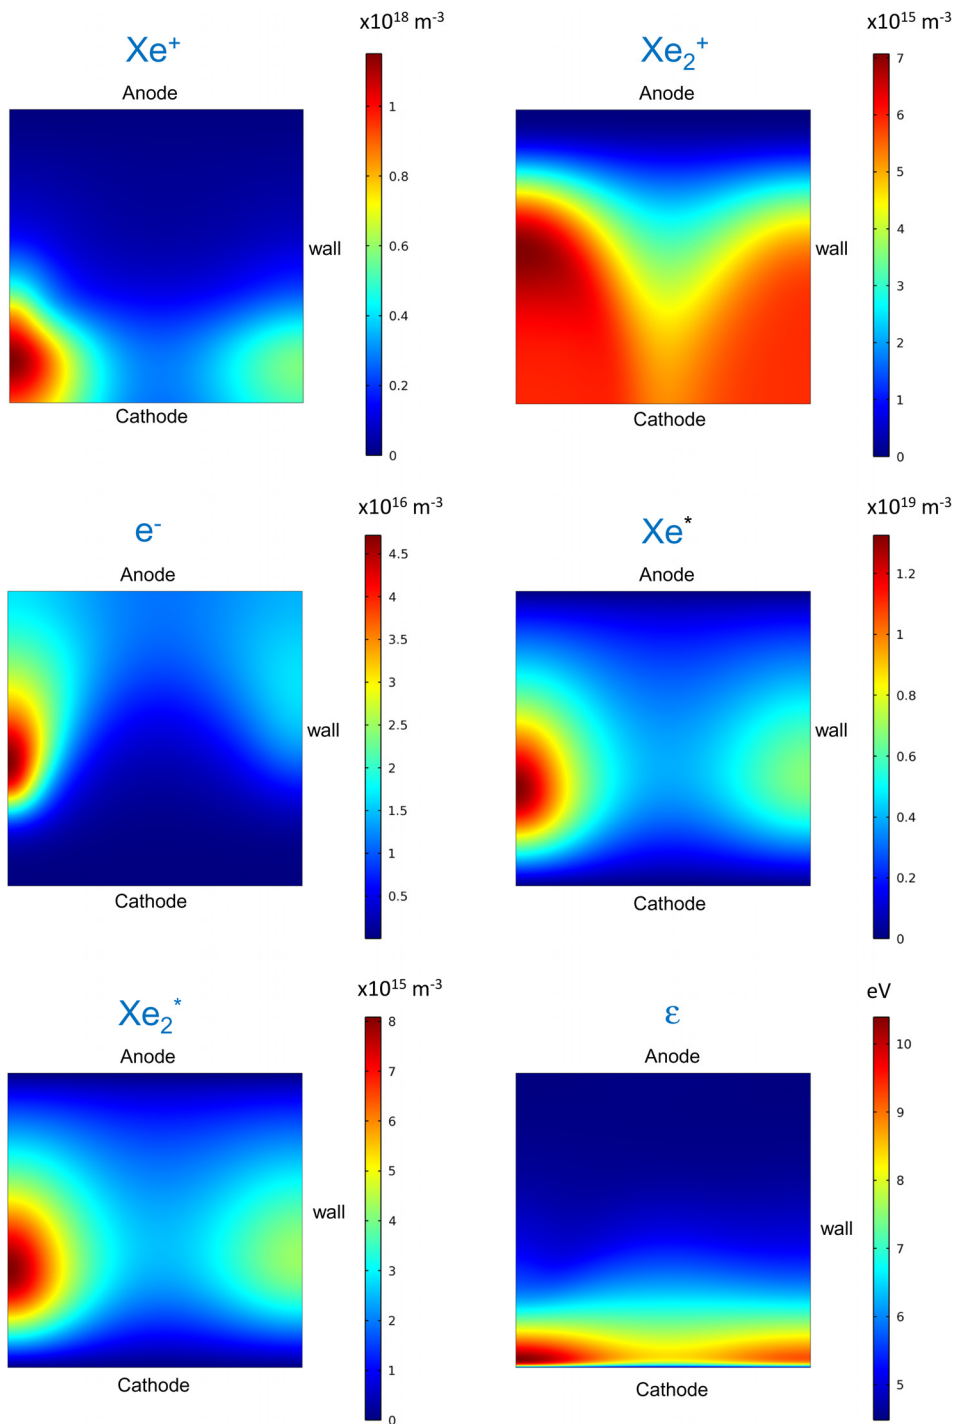 x10¹⁸ m⁻³
Xe⁺
Anode
1
0.8
0.6
0.4
0.2
0
wall
Cathode
x10¹⁵ m⁻³
Xe₂⁺
Anode
7
6
5
4
3
2
1
0
wall
Cathode
x10¹⁶ m⁻³
e⁻
Anode
4.5
4
3.5
3
2.5
2
1.5
1
0.5
wall
Cathode
x10¹⁹ m⁻³
Xe*
Anode
1.2
1
0.8
0.6
0.4
0.2
0
wall
Cathode
x10¹⁵ m⁻³
Xe₂*
Anode
8
7
6
5
4
3
2
1
0
wall
Cathode
eV
ε
Anode
10
9
8
7
6
5
wall
Cathode